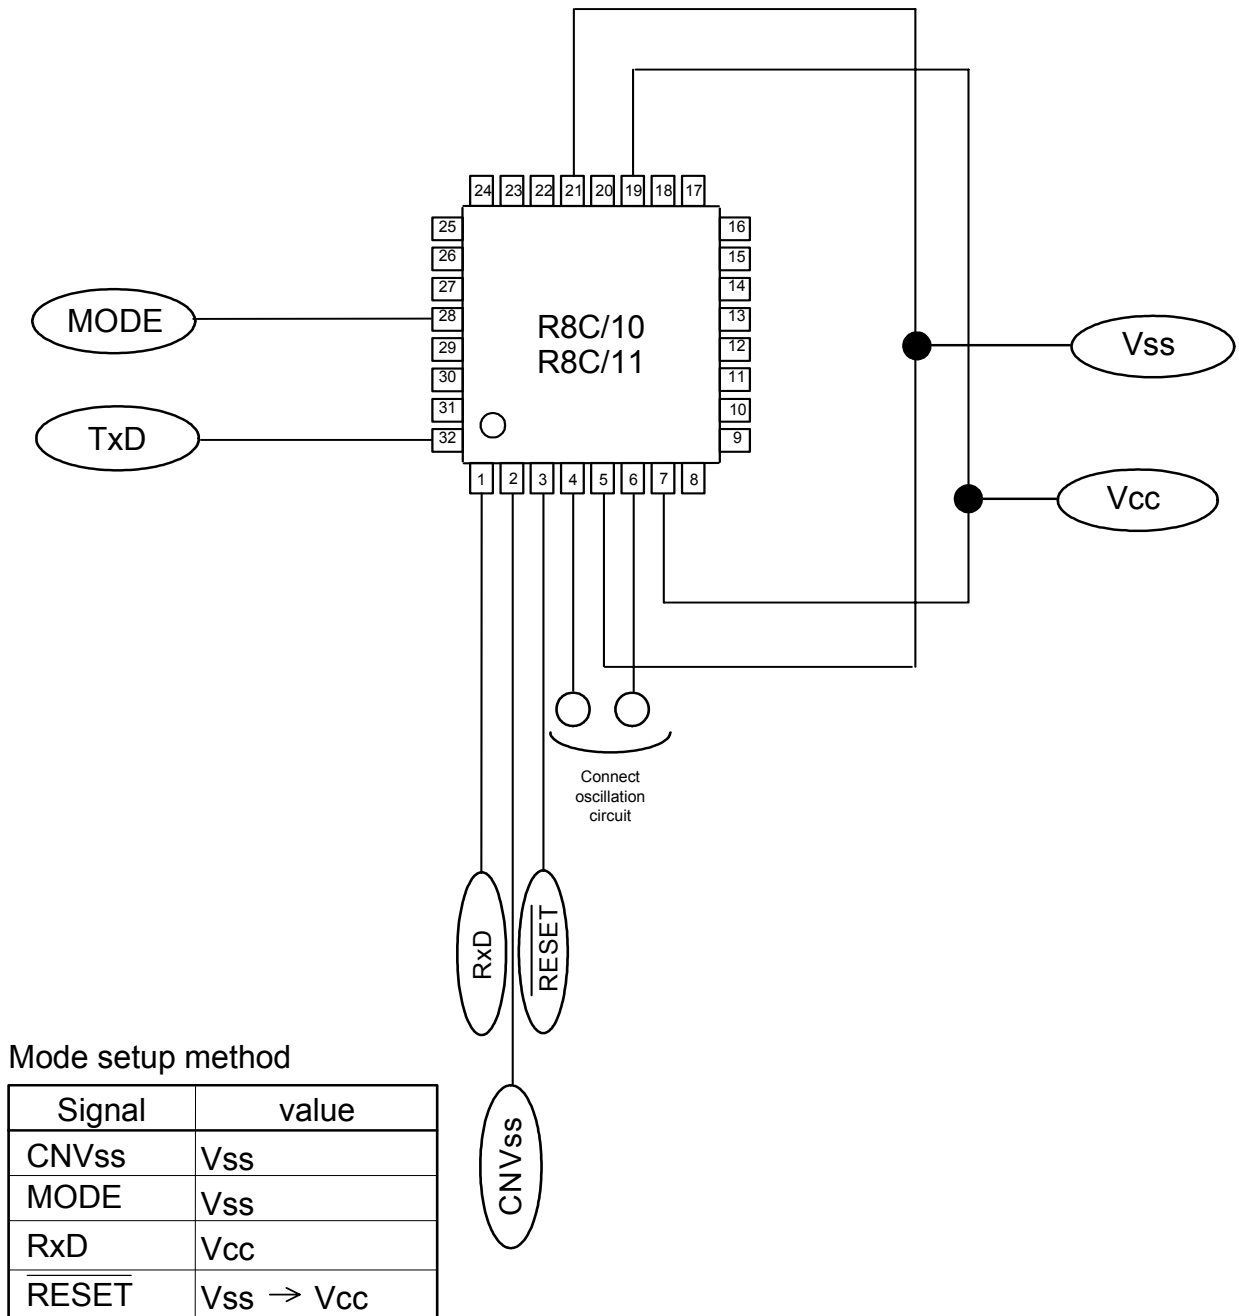 24 23 22 21 20 19 18 17
25
26
27
28
29
30
31
32
16
15
14
13
12
11
10
9
R8C/10
R8C/11
MODE
TxD
Vss
Vcc
1 2 3 4 5 6 7 8
Connect
oscillation
circuit
RxD
RESET
CNVss
Mode setup method
Signal value
CNVss Vss
MODE Vss
RxD Vcc
RESET Vss → Vcc